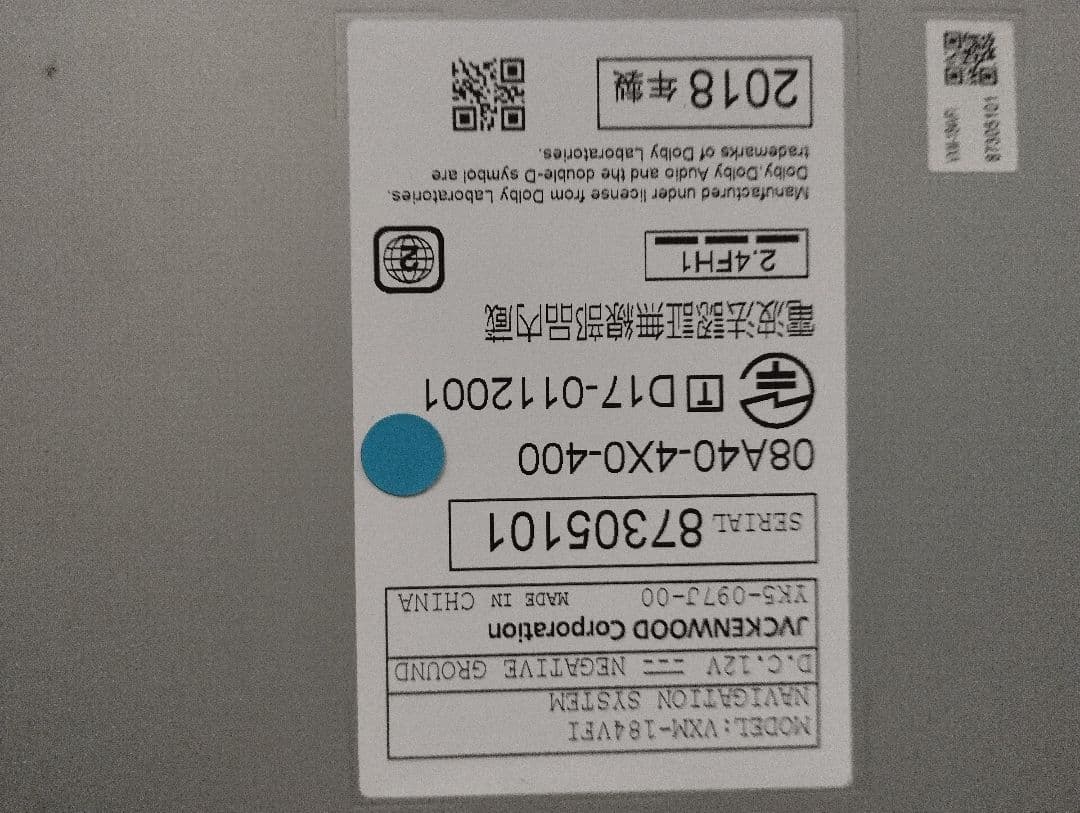 MODEL:VXM-184VFI
NAVIGATION SYSTEM
D.C.12V NEGATIVE GROUND
JVCKENWOOD Corporation
YK5-097J-00 MADE IN CHINA
SERIAL 87305101
08A40-4X0-400
T D17-0112001
電波法認証無線部品内蔵
2.4FH1
2
Manufactured under license from Dolby Laboratories.
Dolby,Dolby Audio and the double-D symbol are
trademarks of Dolby Laboratories.
2018年製
87305101